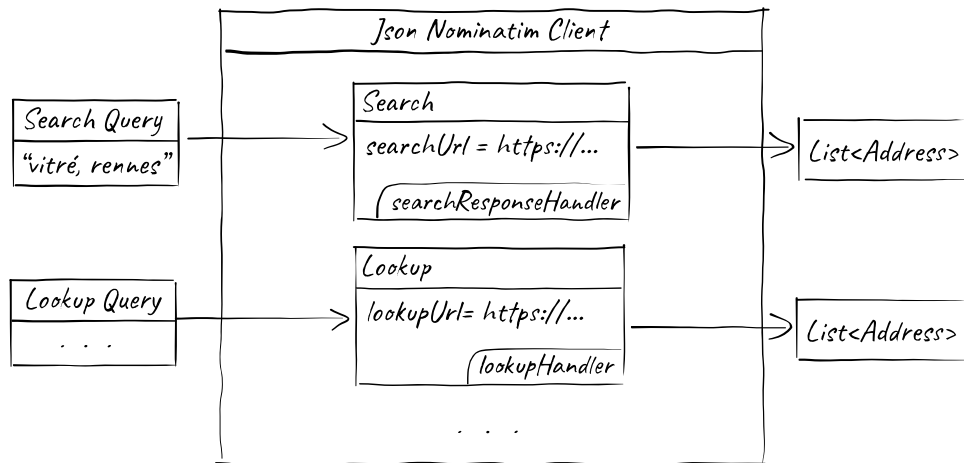 Json Nominatim Client
Search Query
"vitré, rennes"
Search
searchUrl = https://...
searchResponseHandler
List<Address>
Lookup Query
. . .
Lookup
lookupUrl= https://...
lookupHandler
List<Address>
. . .